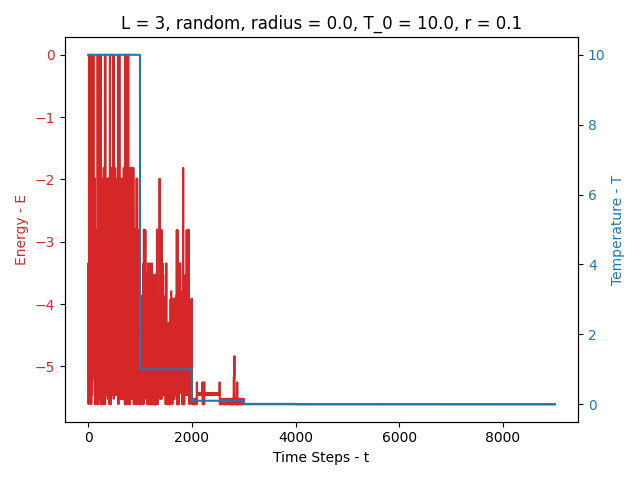 L = 3, random, radius = 0.0, T_0 = 10.0, r = 0.1
0
−1
−2
−3
−4
−5
Energy - E
10
8
6
4
2
0
Temperature - T
0 2000 4000 6000 8000
Time Steps - t